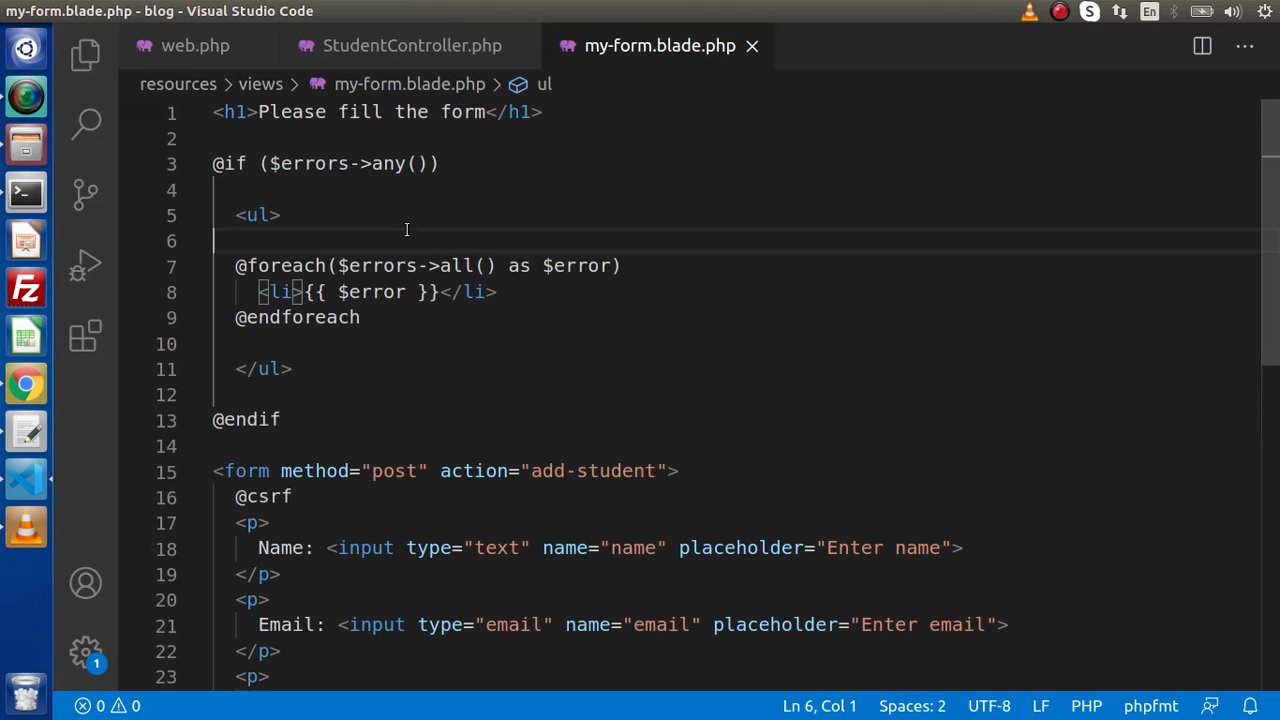 my-form.blade.php - blog - Visual Studio Code
S En
web.php StudentController.php my-form.blade.php
resources > views > my-form.blade.php > ul
1 <h1>Please fill the form</h1>
2
3 @if ($errors->any())
4
5 <ul>
6
7 @foreach($errors->all() as $error)
8 <li>{{ $error }}</li>
9 @endforeach
10
11 </ul>
12
13 @endif
14
15 <form method="post" action="add-student">
16 @csrf
17 <p>
18 Name: <input type="text" name="name" placeholder="Enter name">
19 </p>
20 <p>
21 Email: <input type="email" name="email" placeholder="Enter email">
22 </p>
23 <p>
Fz
1
0 0 Ln 6, Col 1 Spaces: 2 UTF-8 LF PHP phpfmt